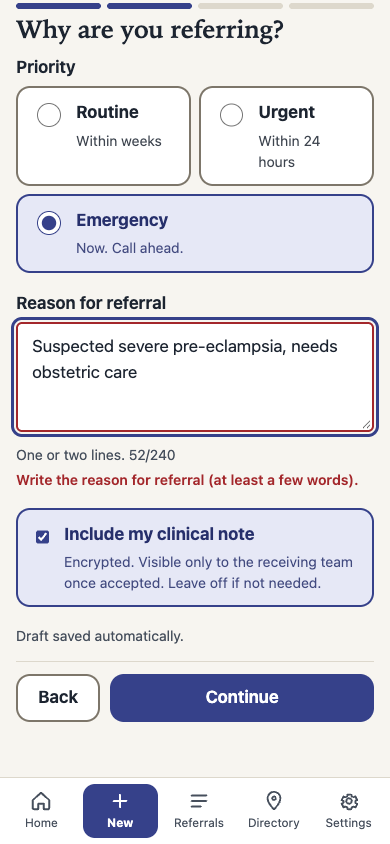 Why are you referring?
Priority
Routine
Within weeks
Urgent
Within 24
hours
Emergency
Now. Call ahead.
Reason for referral
Suspected severe pre-eclampsia, needs
obstetric care
One or two lines. 52/240
Write the reason for referral (at least a few words).
Include my clinical note
Encrypted. Visible only to the receiving team
once accepted. Leave off if not needed.
Draft saved automatically.
Back
Continue
Home
New
Referrals
Directory
Settings